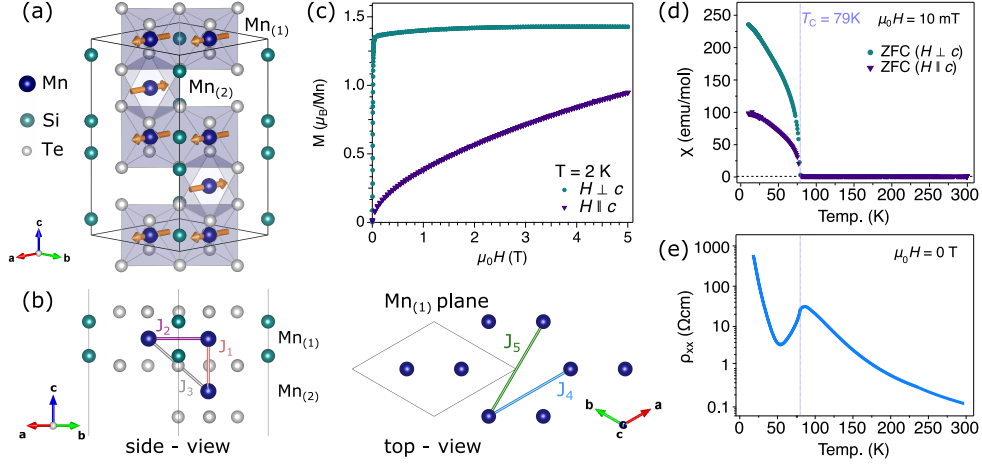 (a)
Mn(1)
Mn
Mn(2)
Si
Te
c
a
b
(b)
J2
J1
J3
Mn(1)
Mn(2)
c
a
b
side - view
Mn(1) plane
J5
J4
b
a
c
top - view
(c)
M (μB/Mn)
1.5
1.0
0.5
0
T = 2 K
H ⊥ c
H ∥ c
0
1
2
3
4
5
μ0H (T)
(d)
TC = 79K
μ0H = 10 mT
ZFC (H ⊥ c)
ZFC (H ∥ c)
χ (emu/mol)
250
200
150
100
50
0
0
50
100
150
200
250
300
Temp. (K)
(e)
μ0H = 0 T
ρxx (Ωcm)
1000
100
10
1
0.1
0
50
100
150
200
250
300
Temp. (K)